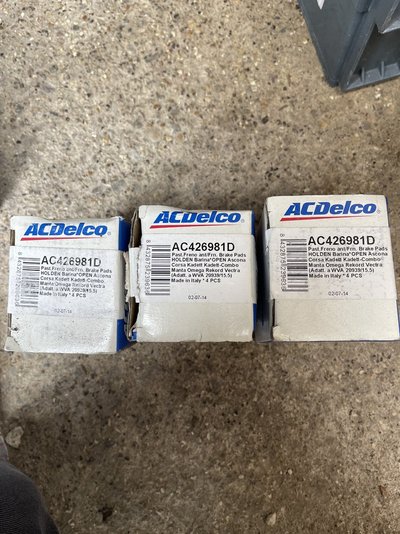 ACDelco
AC426981D
Past.Freno ant/Frn. Brake Pads
HOLDEN Barina*OPEN Ascona
Corsa Kadett Kadett-Combo
Manta Omega Rekord Vectra
(Adatt. a WVA 20939/15.5)
Made in Italy * 4 PCS
02-07-14
ACDelco
AC426981D
Past.Freno ant/Frn. Brake Pads
HOLDEN Barina*OPEN Ascona
Corsa Kadett Kadett-Combo
Manta Omega Rekord Vectra
(Adatt. a WVA 20939/15.5)
Made in Italy * 4 PCS
02-07-14
ACDelco
AC426981D
Past.Freno ant/Frn. Brake Pads
HOLDEN Barina*OPEN Ascona
Corsa Kadett Kadett-Combo
Manta Omega Rekord Vectra
(Adatt. a WVA 20939/15.5)
Made in Italy * 4 PCS
02-07-14